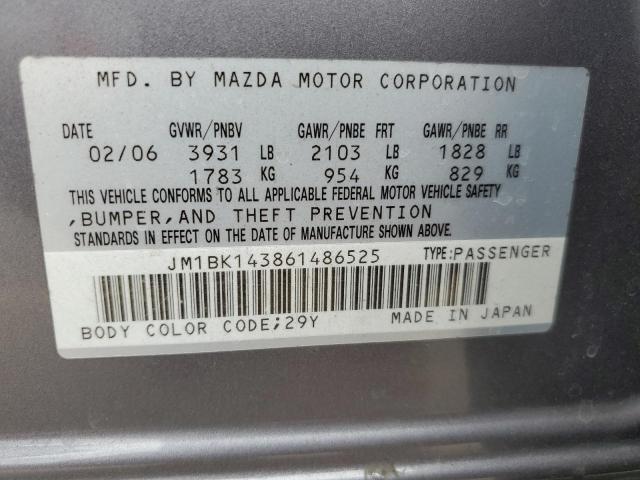 MFD. BY MAZDA MOTOR CORPORATION
DATE GVWR/PNBV GAWR/PNBE FRT GAWR/PNBE RR
02/06 3931 LB 2103 LB 1828 LB
1783 KG 954 KG 829 KG
THIS VEHICLE CONFORMS TO ALL APPLICABLE FEDERAL MOTOR VEHICLE SAFETY
,BUMPER,AND THEFT PREVENTION
STANDARDS IN EFFECT ON THE DATE OF MANUFACTURE SHOWN ABOVE.
JM1BK143861486525 TYPE:PASSENGER
BODY COLOR CODE;29Y MADE IN JAPAN